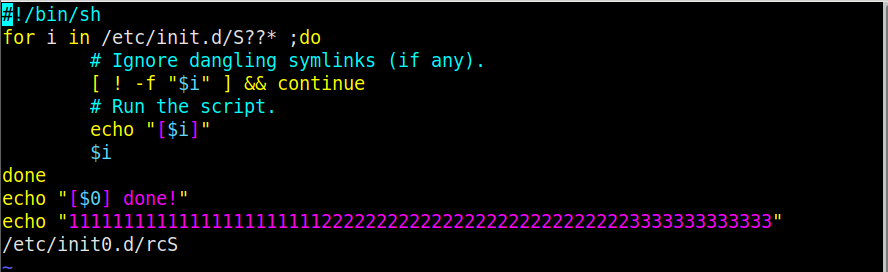 #!/bin/sh
for i in /etc/init.d/S??* ;do
        # Ignore dangling symlinks (if any).
        [ ! -f "$i" ] && continue
        # Run the script.
        echo "[$i]"
        $i
done
echo "[$0] done!"
echo "1111111111111111111111122222222222222222222222222223333333333333"
/etc/init0.d/rcS
~